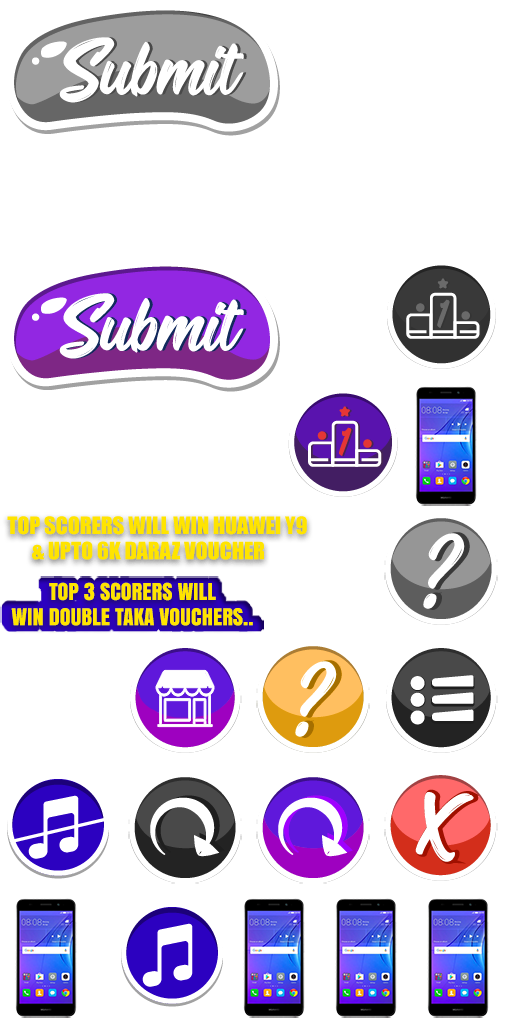 Submit
Submit
1
1
08:08
TOP SCORERS WILL WIN HUAWEI Y9
& UPTO 6K DARAZ VOUCHER
?
TOP 3 SCORERS WILL
WIN DOUBLE TAKA VOUCHERS..
?
X
08:08
08:08
08:08
08:08